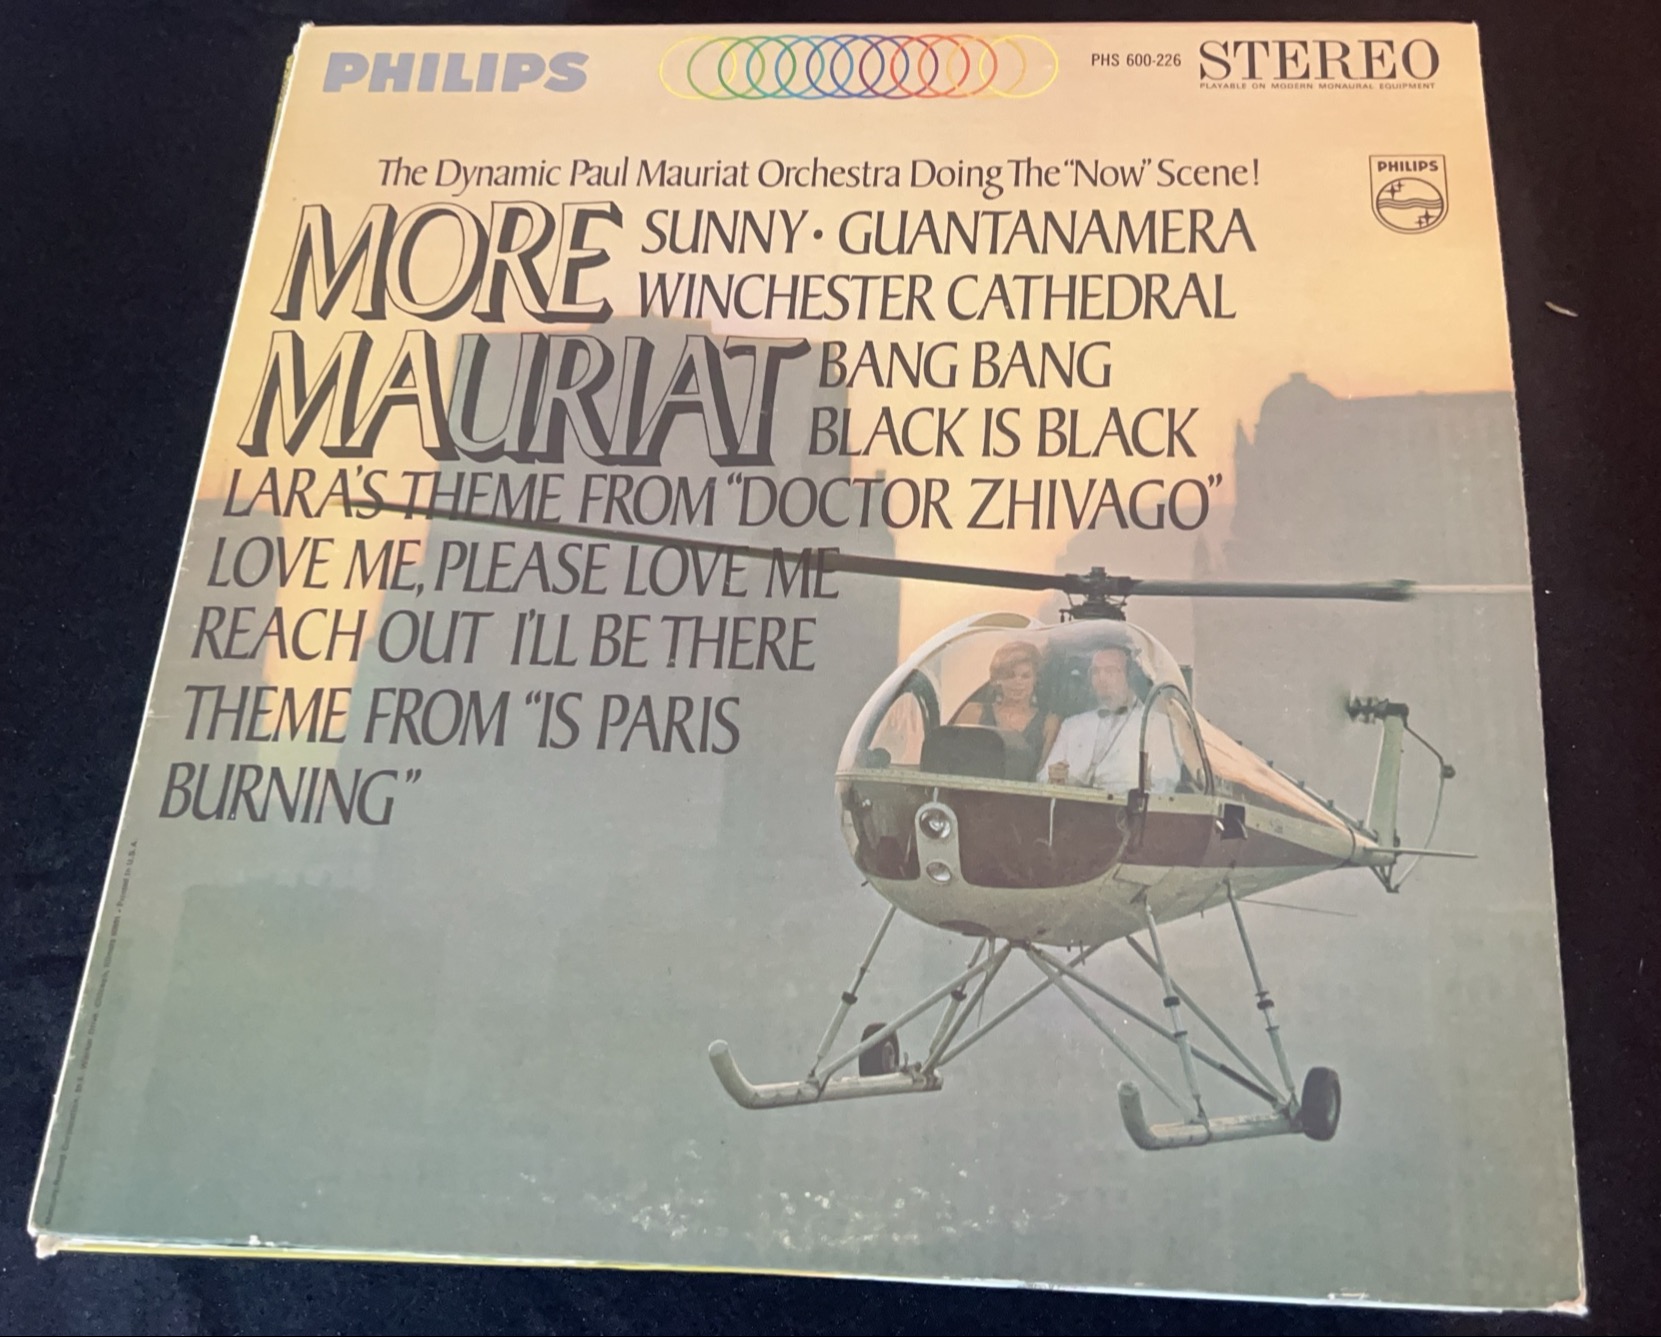 PHILIPS
PHS 600-226
STEREO
PLAYABLE ON MODERN MONAURAL EQUIPMENT
The Dynamic Paul Mauriat Orchestra Doing The “Now” Scene!
PHILIPS
MORE
MAURIAT
SUNNY • GUANTANAMERA
WINCHESTER CATHEDRAL
BANG BANG
BLACK IS BLACK
LARA'S THEME FROM “DOCTOR ZHIVAGO”
LOVE ME, PLEASE LOVE ME
REACH OUT I'LL BE THERE
THEME FROM “IS PARIS
BURNING”
Printed in U.S.A.